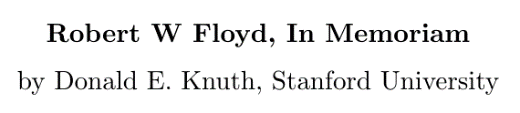 Robert W Floyd, In Memoriam
by Donald E. Knuth, Stanford University